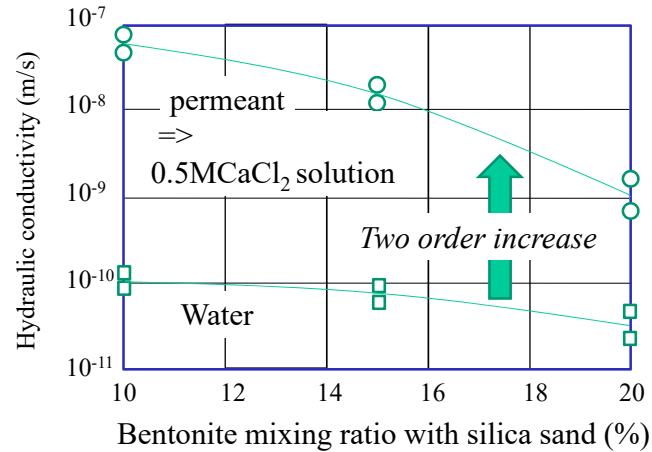 Hydraulic conductivity (m/s)
10⁻⁷
10⁻⁸
10⁻⁹
10⁻¹⁰
10⁻¹¹
permeant
=>
0.5MCaCl₂ solution
Two order increase
Water
10 12 14 16 18 20
Bentonite mixing ratio with silica sand (%)